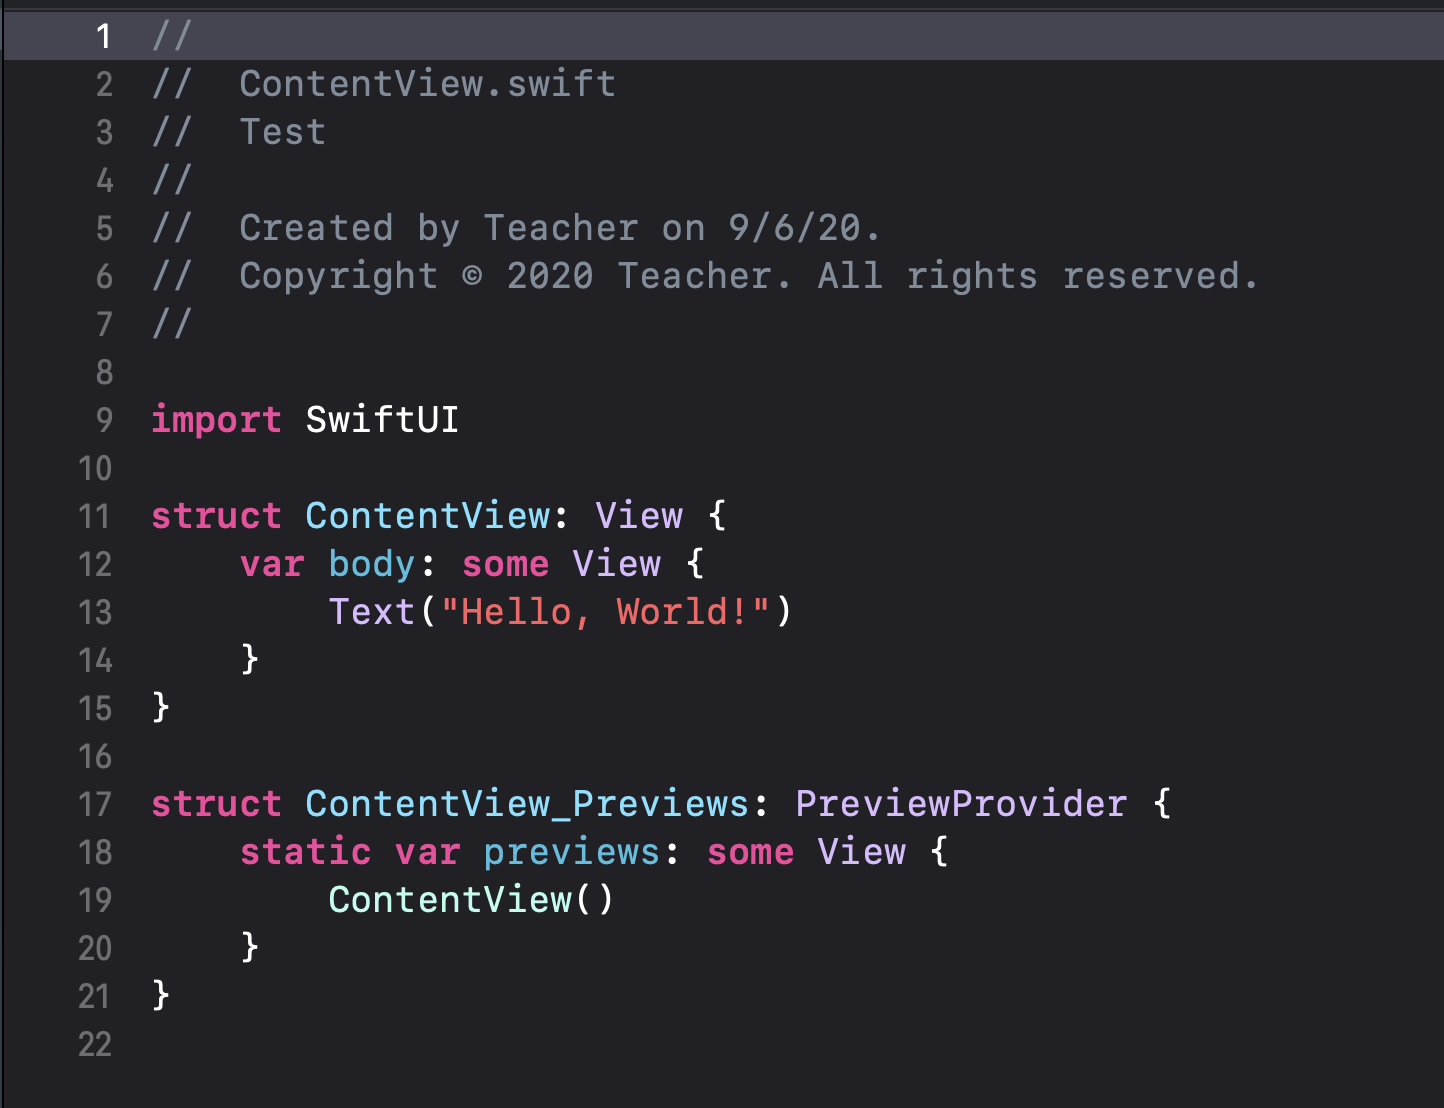 1 //
2 //  ContentView.swift
3 //  Test
4 //
5 //  Created by Teacher on 9/6/20.
6 //  Copyright © 2020 Teacher. All rights reserved.
7 //
8
9 import SwiftUI
10
11 struct ContentView: View {
12     var body: some View {
13         Text("Hello, World!")
14     }
15 }
16
17 struct ContentView_Previews: PreviewProvider {
18     static var previews: some View {
19         ContentView()
20     }
21 }
22